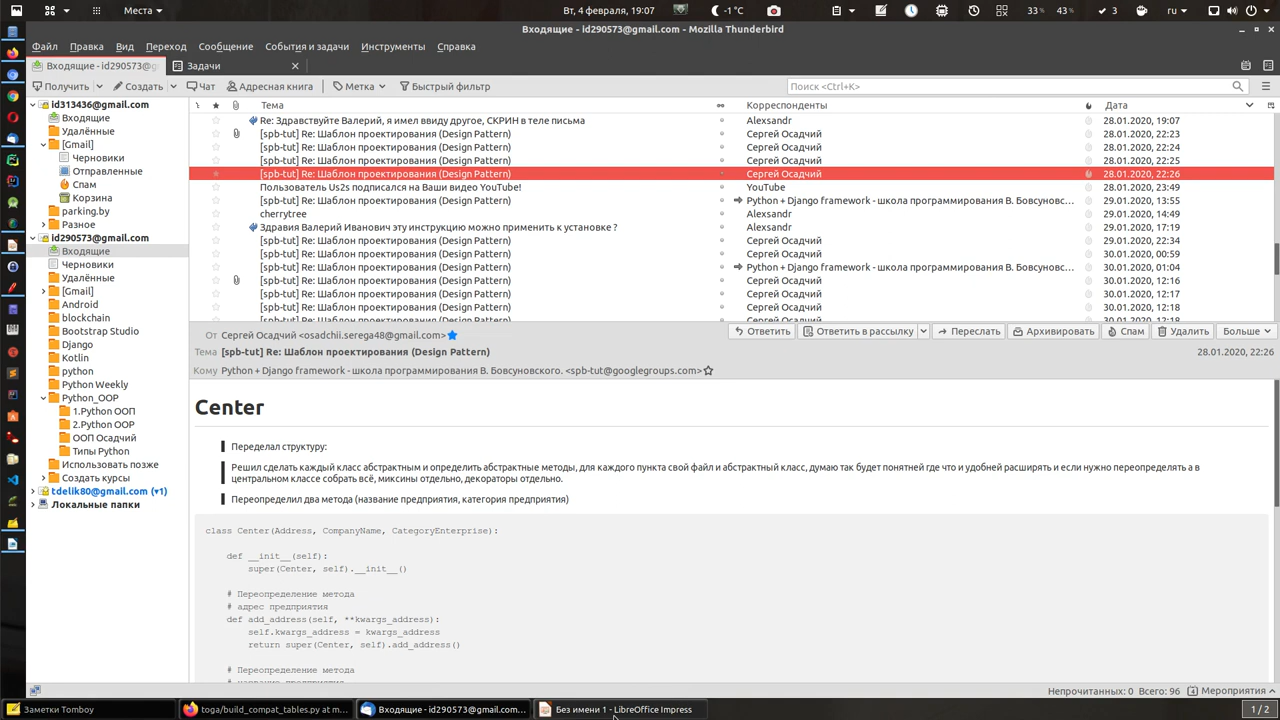 Места
Вт, 4 февраля, 19:07
-1 °C
33%
43%
3
ru
Входящие - id290573@gmail.com - Mozilla Thunderbird
Файл Правка Вид Переход Сообщение События и задачи Инструменты Справка
Входящие - id290573@g
Задачи
Получить Создать Чат Адресная книга Метка Быстрый фильтр
Поиск <Ctrl+K>
id313436@gmail.com
Входящие
Удалённые
[Gmail]
Черновики
Отправленные
Спам
Корзина
parking.by
Разное
id290573@gmail.com
Входящие
Черновики
Удалённые
[Gmail]
Android
blockchain
Bootstrap Studio
Django
Kotlin
python
Python Weekly
Python_OOP
1.Python ООП
2.Python OOP
ООП Осадчий
Типы Python
Использовать позже
Создать курсы
tdelik80@gmail.com (▾1)
Локальные папки
Тема Корреспонденты Дата
Re: Здравствуйте Валерий, я имел ввиду другое, СКРИН в теле письма Alexsandr 28.01.2020, 19:07
[spb-tut] Re: Шаблон проектирования (Design Pattern) Сергей Осадчий 28.01.2020, 22:23
[spb-tut] Re: Шаблон проектирования (Design Pattern) Сергей Осадчий 28.01.2020, 22:24
[spb-tut] Re: Шаблон проектирования (Design Pattern) Сергей Осадчий 28.01.2020, 22:25
[spb-tut] Re: Шаблон проектирования (Design Pattern) Сергей Осадчий 28.01.2020, 22:26
Пользователь Us2s подписался на Ваши видео YouTube! YouTube 28.01.2020, 23:49
[spb-tut] Re: Шаблон проектирования (Design Pattern) Python + Django framework - школа программирования В. Бовсуновс... 29.01.2020, 13:55
cherrytree Alexsandr 29.01.2020, 14:49
Здравия Валерий Иванович эту инструкцию можно применить к установке ? Alexsandr 29.01.2020, 17:19
[spb-tut] Re: Шаблон проектирования (Design Pattern) Сергей Осадчий 29.01.2020, 22:34
[spb-tut] Re: Шаблон проектирования (Design Pattern) Сергей Осадчий 30.01.2020, 00:59
[spb-tut] Re: Шаблон проектирования (Design Pattern) Python + Django framework - школа программирования В. Бовсуновс... 30.01.2020, 01:04
[spb-tut] Re: Шаблон проектирования (Design Pattern) Сергей Осадчий 30.01.2020, 12:16
[spb-tut] Re: Шаблон проектирования (Design Pattern) Сергей Осадчий 30.01.2020, 12:17
[spb-tut] Re: Шаблон проектирования (Design Pattern) Сергей Осадчий 30.01.2020, 12:18
[spb-tut] Re: Шаблон проектирования (Design Pattern) Сергей Осадчий 30.01.2020, 12:18
От Сергей Осадчий <osadchii.serega48@gmail.com>
Ответить Ответить в рассылку Переслать Архивировать Спам Удалить Больше
Тема [spb-tut] Re: Шаблон проектирования (Design Pattern) 28.01.2020, 22:26
Кому Python + Django framework - школа программирования В. Бовсуновского. <spb-tut@googlegroups.com>
Center
Переделал структуру:
Решил сделать каждый класс абстрактным и определить абстрактные методы, для каждого пункта свой файл и абстрактный класс, думаю так будет понятней где что и удобней расширять и если нужно переопределять а в
центральном классе собрать всё, миксины отдельно, декораторы отдельно.
Переопределил два метода (название предприятия, категория предприятия)
class Center(Address, CompanyName, CategoryEnterprise):
def __init__(self):
super(Center, self).__init__()
# Переопределение метода
# адрес предприятия
def add_address(self, **kwargs_address):
self.kwargs_address = kwargs_address
return super(Center, self).add_address()
# Переопределение метода
# название предприятия
Непрочитанных: 0 Всего: 96 Мероприятия
Заметки Tomboy
toga/build_compat_tables.py at m...
Входящие - id290573@gmail.com...
Без имени 1 - LibreOffice Impress
1 / 2